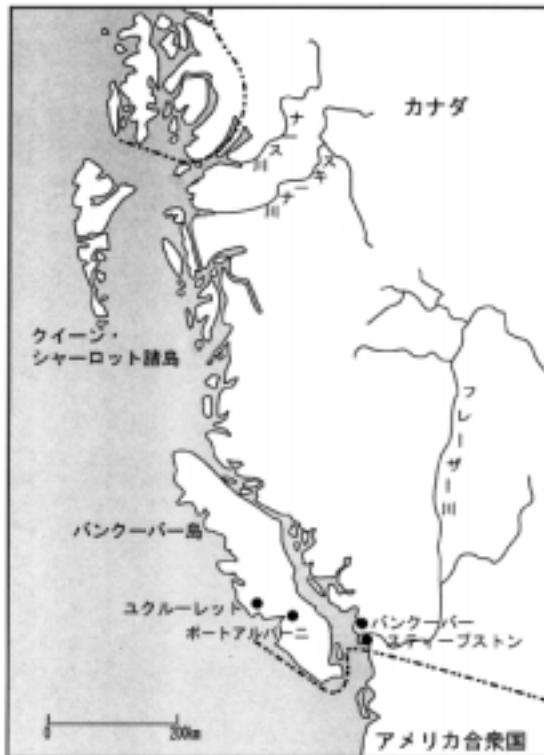 カナダ
ナース川
スキーナ川
クイーン・
シャーロット諸島
フレーザー川
バンクーバー島
ユクルーレット
ポートアルバーニ
バンクーバー
スティーブストン
0 200km
アメリカ合衆国